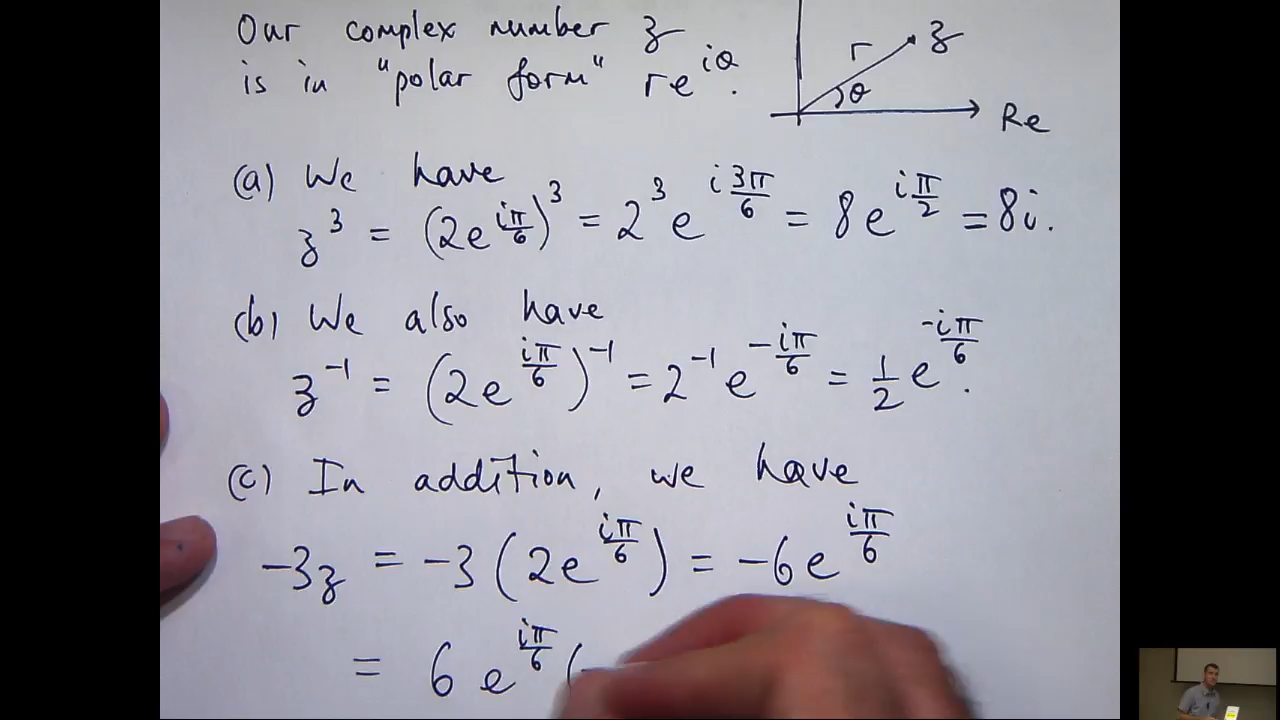 Our complex number z
is in "polar form" re^{iθ}.
r z
θ
Re
(a) We have
z^3 = (2e^{iπ/6})^3 = 2^3 e^{i3π/6} = 8e^{iπ/2} = 8i.
(b) We also have
z^{-1} = (2e^{iπ/6})^{-1} = 2^{-1} e^{-iπ/6} = 1/2 e^{-iπ/6}.
(c) In addition, we have
-3z = -3(2e^{iπ/6}) = -6e^{iπ/6}
= 6e^{iπ/6}(